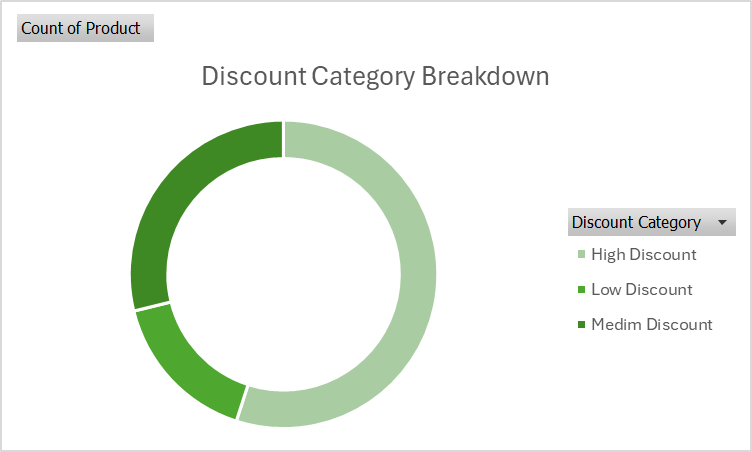 Count of Product
Discount Category Breakdown
Discount Category
High Discount
Low Discount
Medim Discount